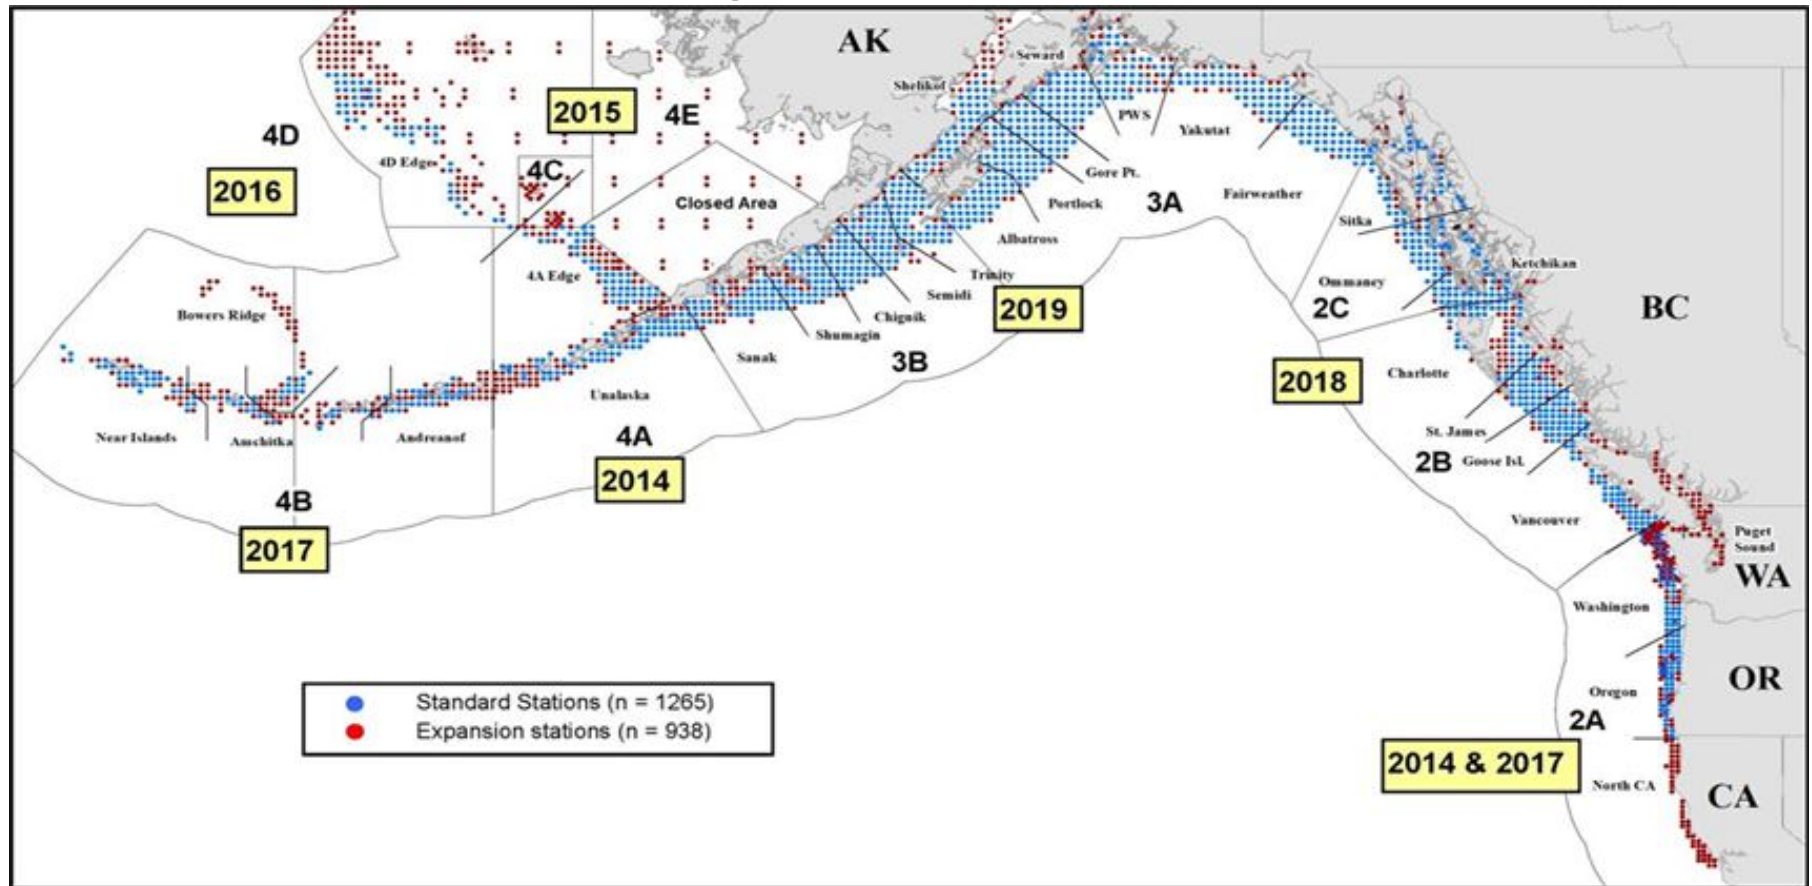 AK
Seward
Shelikof
2015
4E
4D
PWS
Yakutat
4D Edge
4C
2016
Gore Pt.
Closed Area
Portlock
3A
Fairweather
Sitka
Albatross
Ketchikan
4A Edge
Trinity
Ommaney
Semidi
2019
2C
BC
Bowers Ridge
Chignik
Shumagin
Sanak
3B
2018
Charlotte
Unalaska
St. James
Near Islands
Amchitka
Andreanof
4A
2B
Goose Isl.
2014
4B
Vancouver
2017
Puget
Sound
WA
Washington
Standard Stations (n = 1265)
Expansion stations (n = 938)
OR
Oregon
2A
2014 & 2017
North CA
CA